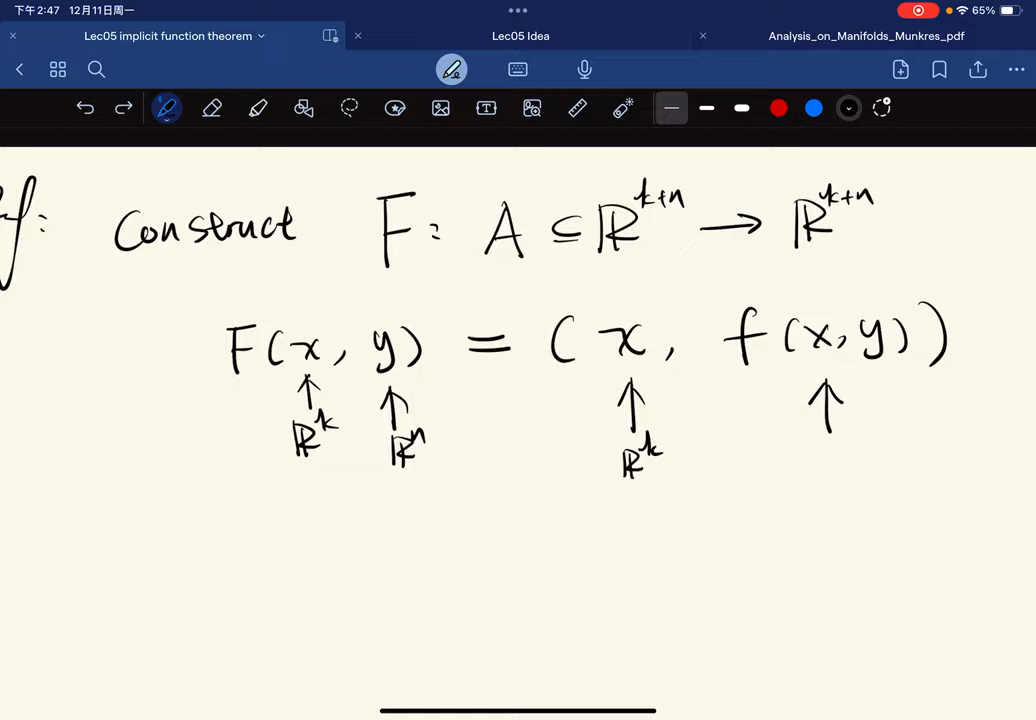 下午2:47 12月11日周一 65%
Lec05 implicit function theorem
Lec05 Idea
Analysis_on_Manifolds_Munkres_pdf
f: Construct F: A ⊆ ℝ^{k+n} → ℝ^{k+n}
F(x, y) = (x, f(x,y))
↑ ↑ ↑ ↑
ℝ^k ℝ^n ℝ^k